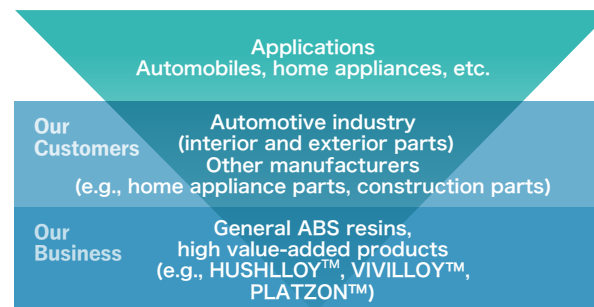 Applications
Automobiles, home appliances, etc.
Our
Customers
Automotive industry
(interior and exterior parts)
Other manufacturers
(e.g., home appliance parts, construction parts)
Our
Business
General ABS resins,
high value-added products
(e.g., HUSHLLOY™, VIVILLOY™,
PLATZON™)